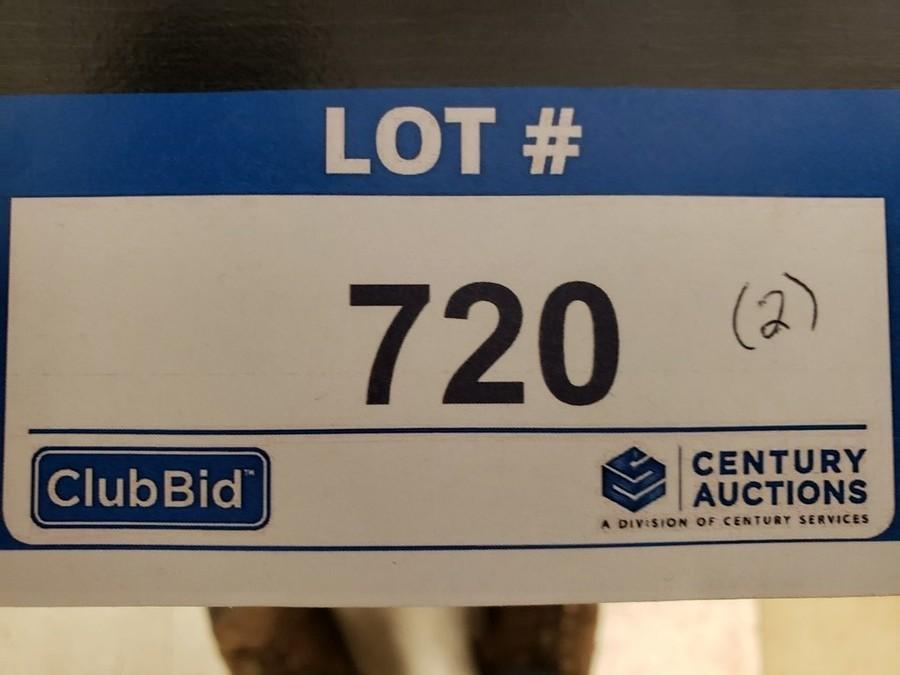 LOT #
720 (2)
ClubBid™
CENTURY
AUCTIONS
A DIVISION OF CENTURY SERVICES